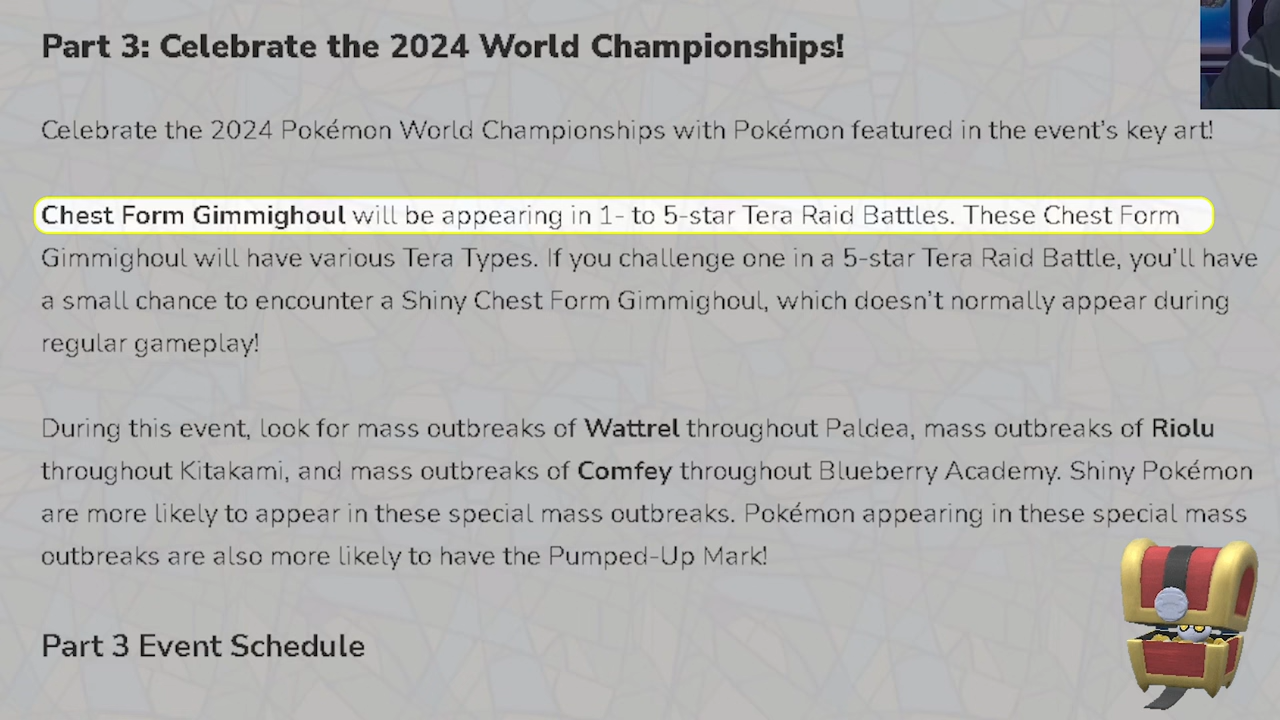 Part 3: Celebrate the 2024 World Championships!
Celebrate the 2024 Pokémon World Championships with Pokémon featured in the event's key art!
Chest Form Gimmighoul will be appearing in 1- to 5-star Tera Raid Battles. These Chest Form
Gimmighoul will have various Tera Types. If you challenge one in a 5-star Tera Raid Battle, you'll have
a small chance to encounter a Shiny Chest Form Gimmighoul, which doesn't normally appear during
regular gameplay!
During this event, look for mass outbreaks of Wattrel throughout Paldea, mass outbreaks of Riolu
throughout Kitakami, and mass outbreaks of Comfey throughout Blueberry Academy. Shiny Pokémon
are more likely to appear in these special mass outbreaks. Pokémon appearing in these special mass
outbreaks are also more likely to have the Pumped-Up Mark!
Part 3 Event Schedule